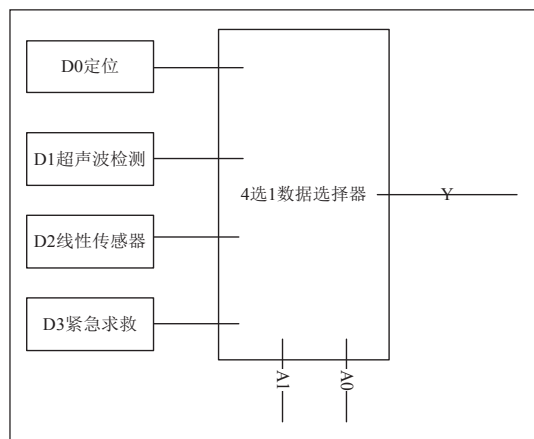 D0定位
D1超声波检测
4选1数据选择器
Y
D2线性传感器
D3紧急求救
A1
A0